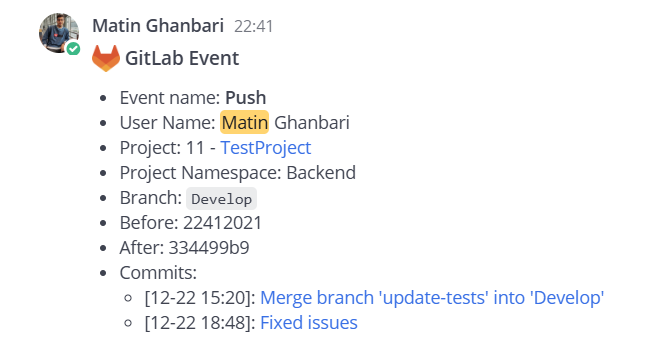 Matin Ghanbari 22:41
GitLab Event
• Event name: Push
• User Name: Matin Ghanbari
• Project: 11 - TestProject
• Project Namespace: Backend
• Branch: Develop
• Before: 22412021
• After: 334499b9
• Commits:
◦ [12-22 15:20]: Merge branch 'update-tests' into 'Develop'
◦ [12-22 18:48]: Fixed issues